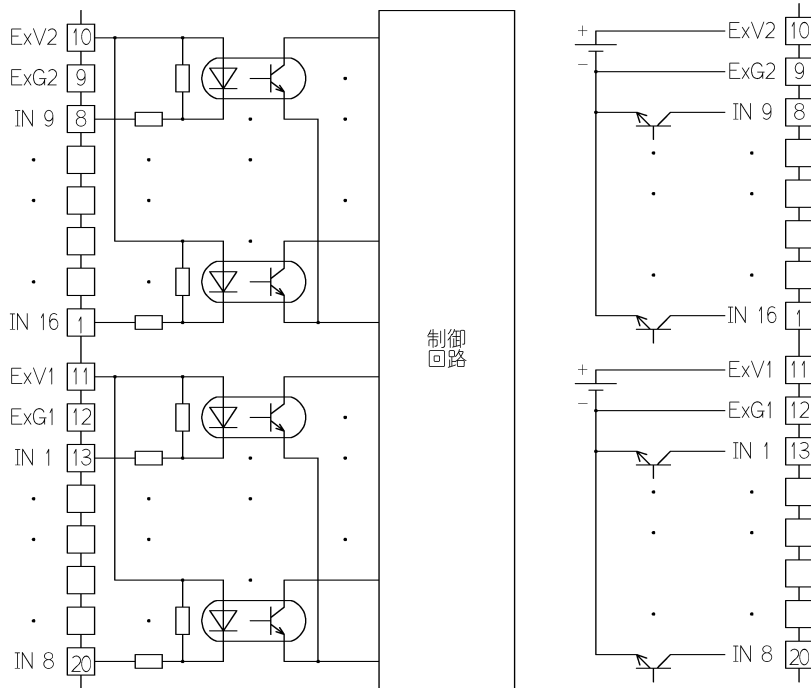 ExV2 10
ExG2 9
IN 9 8
IN 16 1
ExV1 11
ExG1 12
IN 1 13
IN 8 20
制御
回路
+
ExV2 10
−
ExG2 9
IN 9 8
IN 16 1
+
ExV1 11
−
ExG1 12
IN 1 13
IN 8 20